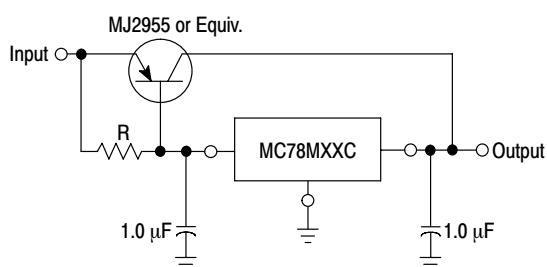 MJ2955 or Equiv.
Input
R
MC78MXXC
Output
1.0 μF
1.0 μF